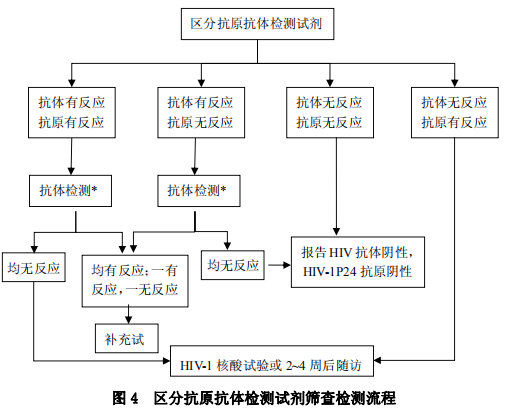 区分抗原抗体检测试剂
抗体有反应
抗原有反应
抗体有反应
抗原无反应
抗体无反应
抗原无反应
抗体无反应
抗原有反应
抗体检测*
抗体检测*
均无反应
均有反应；一有
反应，一无反应
均无反应
报告 HIV 抗体阴性，
HIV-1P24 抗原阴性
补充试
HIV-1 核酸试验或 2~4 周后随访
图 4 区分抗原抗体检测试剂筛查检测流程